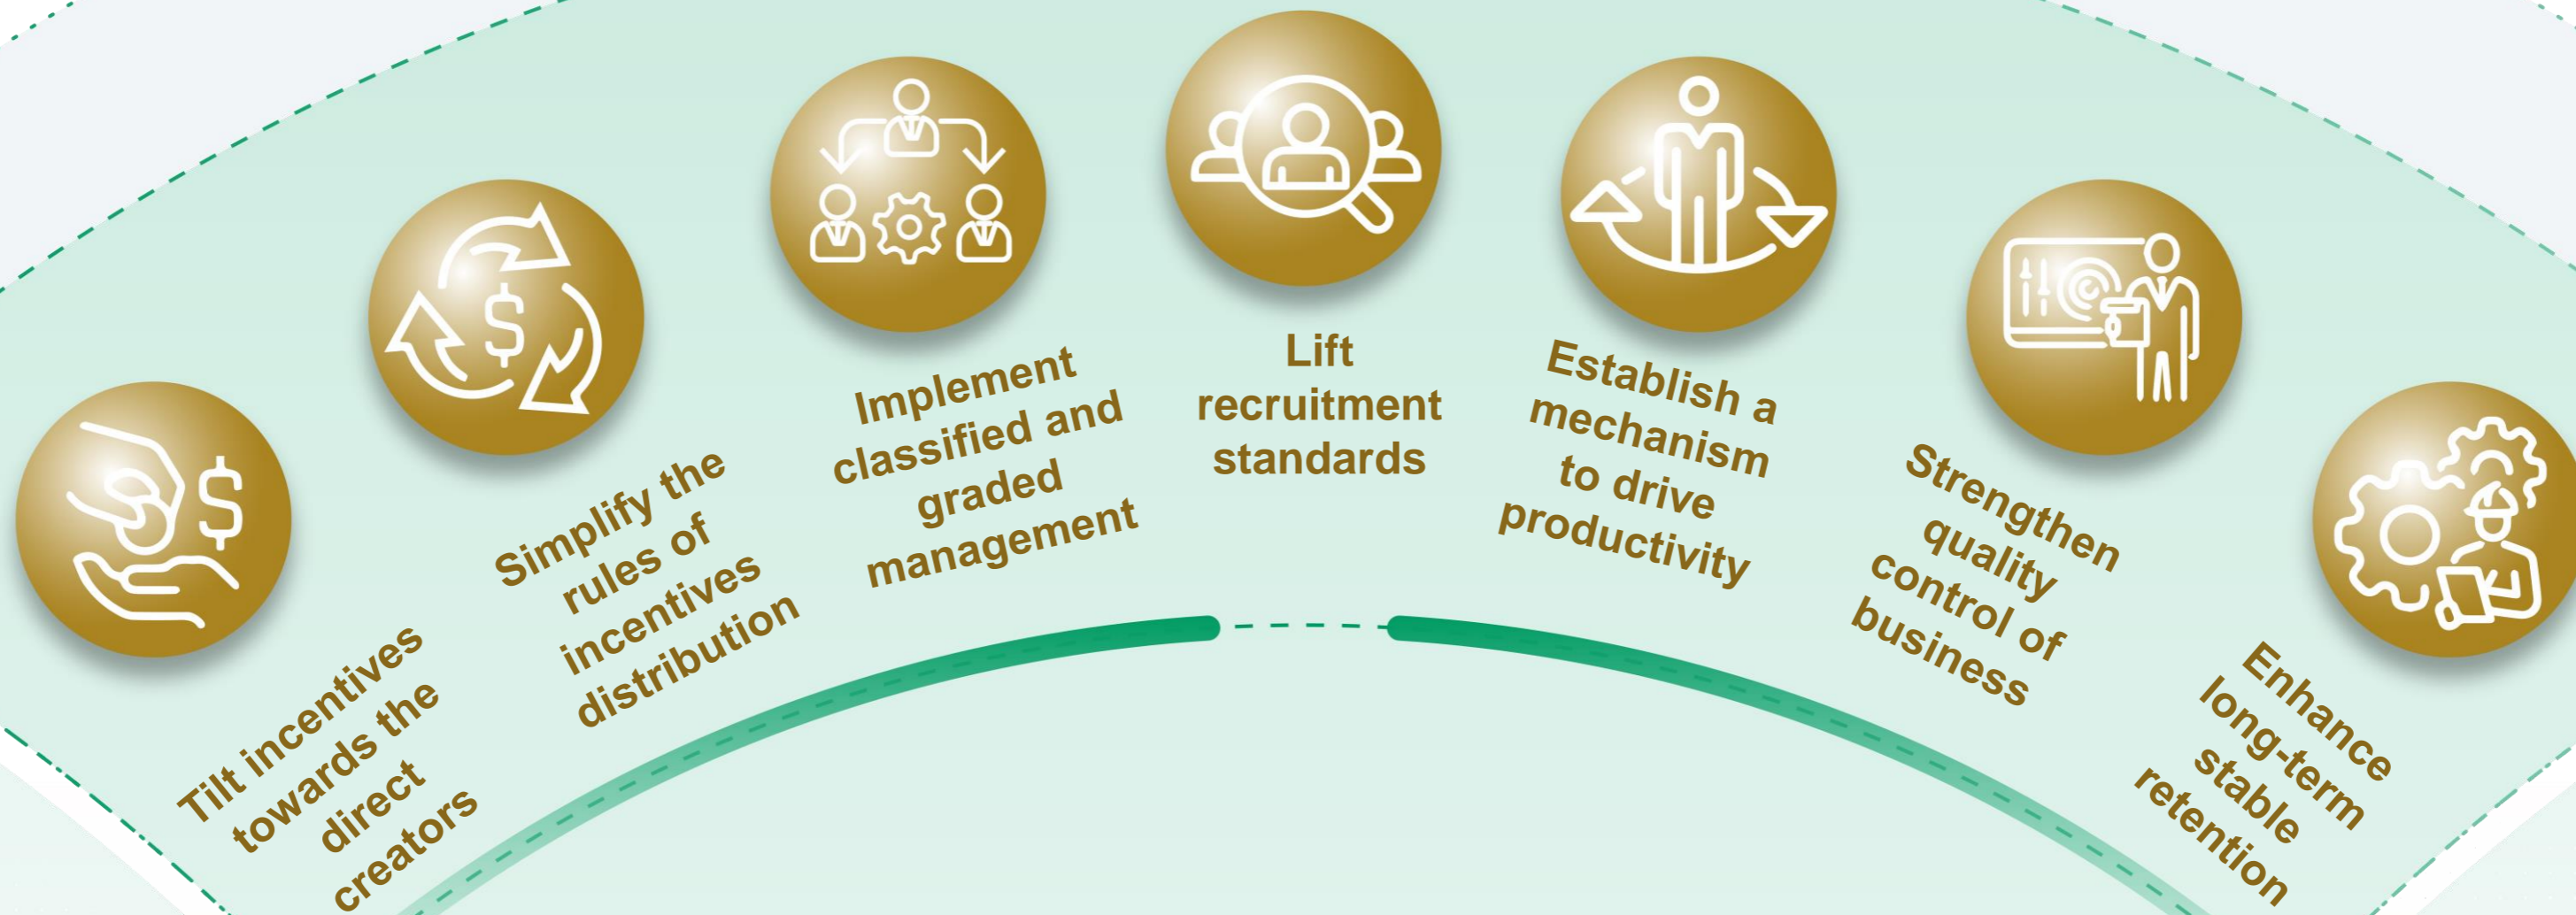 Tilt incentives
towards the
direct
creators
Simplify the
rules of
incentives
distribution
Implement
classified and
graded
management
Lift
recruitment
standards
Establish a
mechanism
to drive
productivity
Strengthen
quality
control of
business
Enhance
long-term
stable
retention